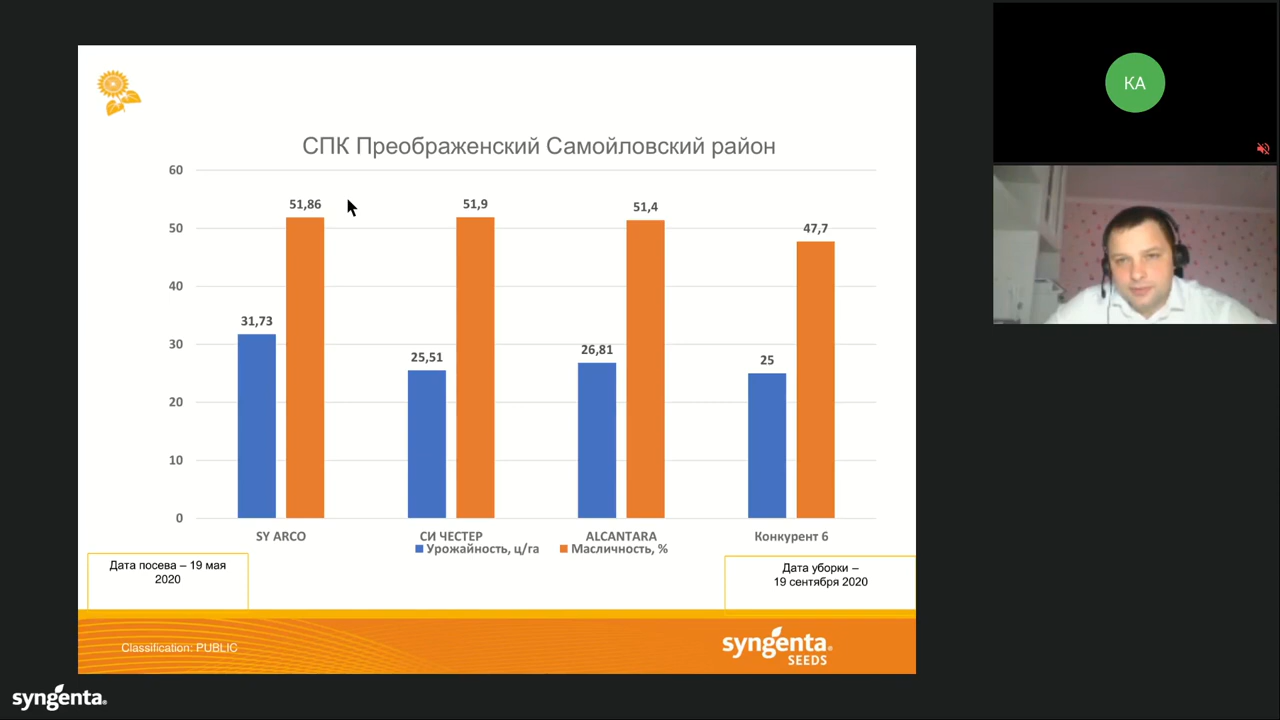 СПК Преображенский Самойловский район
60
50
40
30
20
10
0
51,86
51,9
51,4
47,7
31,73
25,51
26,81
25
SY ARCO
СИ ЧЕСТЕР
ALCANTARA
Конкурент 6
Урожайность, ц/га
Масличность, %
Дата посева – 19 мая
2020
Дата уборки –
19 сентября 2020
Classification: PUBLIC
syngenta
SEEDS
syngenta
KA